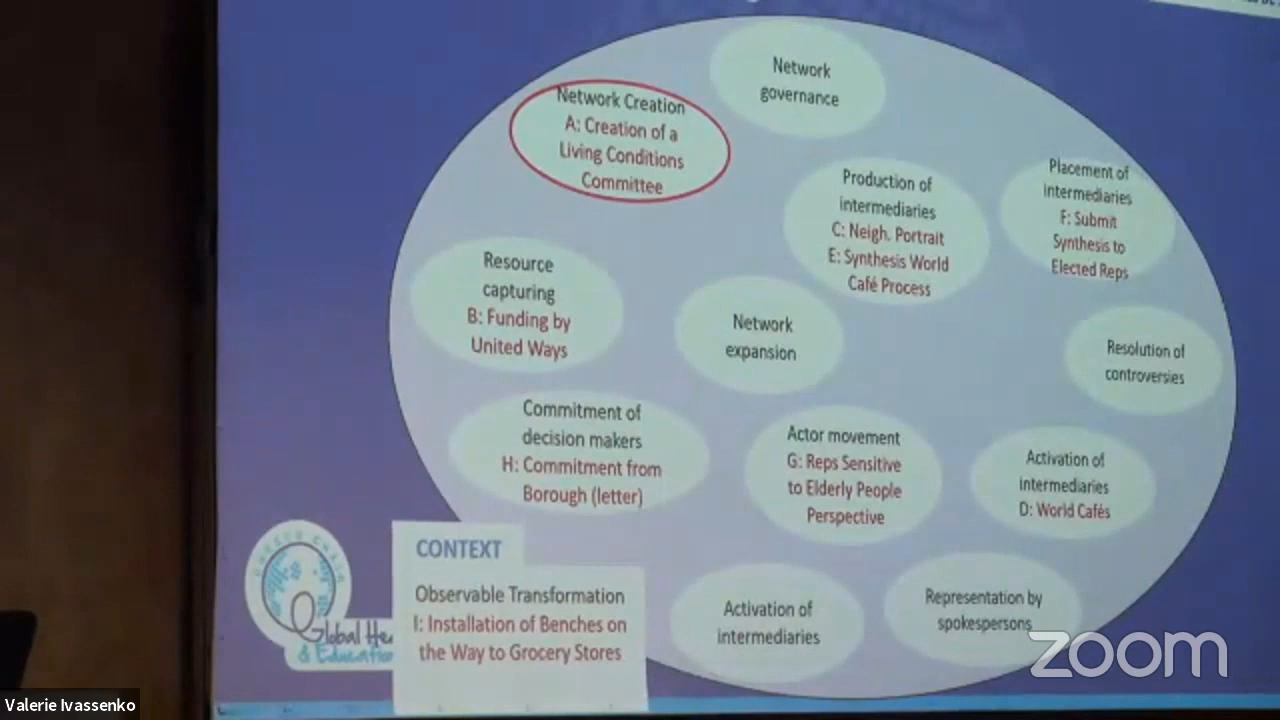 Network
governance
Network Creation
A: Creation of a
Living Conditions
Committee
Production of
intermediaries
C: Neigh. Portrait
E: Synthesis World
Café Process
Placement of
intermediaries
F: Submit
Synthesis to
Elected Reps
Resource
capturing
B: Funding by
United Ways
Network
expansion
Resolution of
controversies
Commitment of
decision makers
H: Commitment from
Borough (letter)
Actor movement
G: Reps Sensitive
to Elderly People
Perspective
Activation of
intermediaries
D: World Cafés
CONTEXT
Observable Transformation
I: Installation of Benches on
the Way to Grocery Stores
Activation of
intermediaries
Representation by
spokespersons
Global
& Education
zoom
Valerie Ivassenko